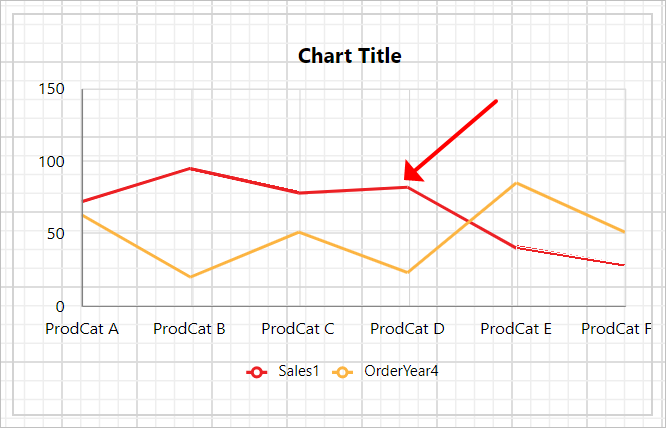 Chart Title
150
100
50
0
ProdCat A ProdCat B ProdCat C ProdCat D ProdCat E ProdCat F
Sales1 OrderYear4